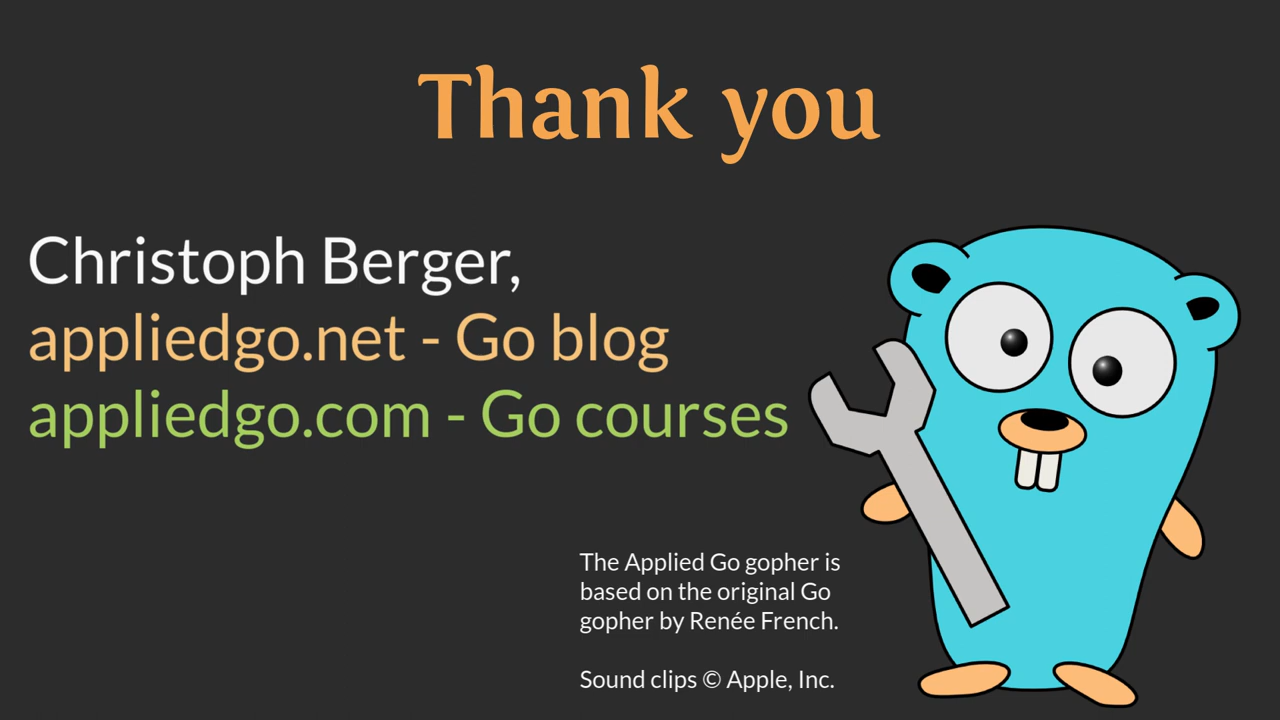 Thank you
Christoph Berger,
appliedgo.net - Go blog
appliedgo.com - Go courses
The Applied Go gopher is
based on the original Go
gopher by Renée French.
Sound clips © Apple, Inc.